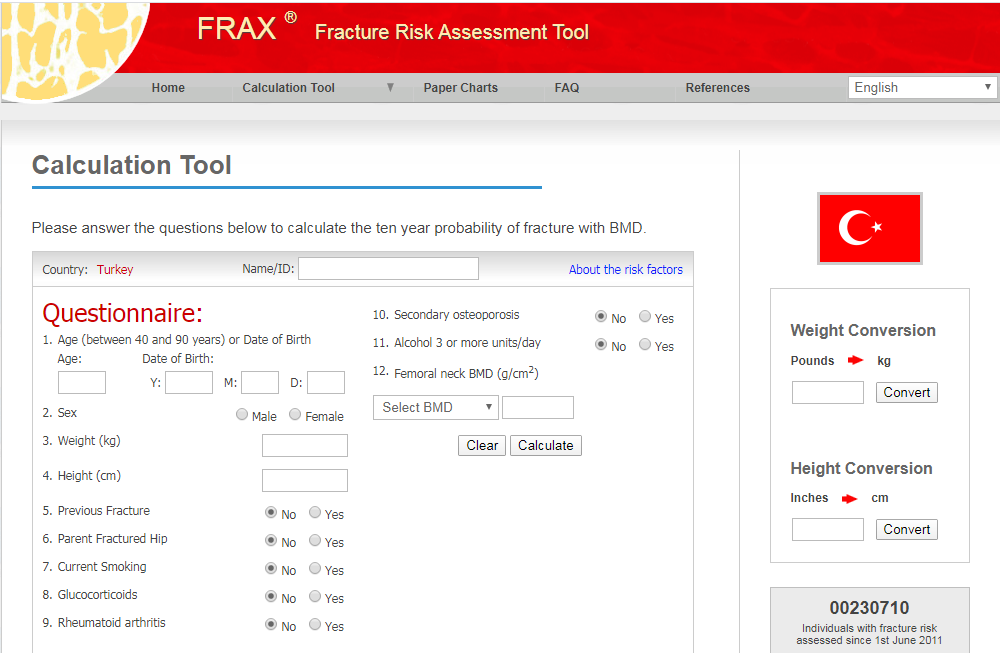 FRAX ® Fracture Risk Assessment Tool
Home Calculation Tool ▼ Paper Charts FAQ References English
Calculation Tool
Please answer the questions below to calculate the ten year probability of fracture with BMD.
Country: Turkey Name/ID: About the risk factors
Questionnaire:
1. Age (between 40 and 90 years) or Date of Birth
Age: Date of Birth:
Y: M: D:
2. Sex Male Female
3. Weight (kg)
4. Height (cm)
5. Previous Fracture No Yes
6. Parent Fractured Hip No Yes
7. Current Smoking No Yes
8. Glucocorticoids No Yes
9. Rheumatoid arthritis No Yes
10. Secondary osteoporosis No Yes
11. Alcohol 3 or more units/day No Yes
12. Femoral neck BMD (g/cm²)
Select BMD
Clear Calculate
Weight Conversion
Pounds kg
Convert
Height Conversion
Inches cm
Convert
00230710
Individuals with fracture risk
assessed since 1st June 2011